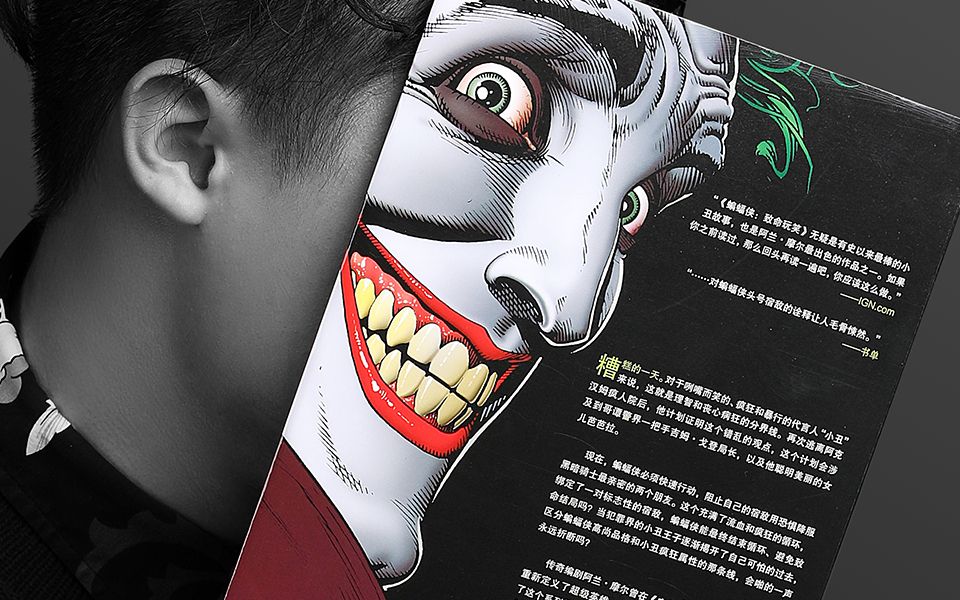 “《蝙蝠侠：致命玩笑》无疑是有史以来最棒的小
丑故事，也是阿兰·摩尔最出色的作品之一。如果
你之前读过，那么回头再读一遍吧，你应该这么做。”
——IGN.com
“……对蝙蝠侠头号宿敌的诠释让人毛骨悚然。”
——书单
糟糕的一天。对于咧嘴而笑的、疯狂和暴行的代言人“小丑”
来说，这就是理智和丧心病狂的分界线。再次逃离阿克
汉姆疯人院后，他计划证明这个错乱的观点，这个计划会涉
及到哥谭警界一把手吉姆·戈登局长，以及他聪明美丽的女
儿芭芭拉。
现在，蝙蝠侠必须快速行动，阻止自己的宿敌用恐惧降服
黑暗骑士最亲密的两个朋友。这个充满了流血和疯狂的循环，
绑定了一对标志性的宿敌，蝙蝠侠能最终结束循环、避免致
命结局吗？当犯罪界的小丑王子逐渐揭开了自己可怕的过去，
区分蝙蝠侠高尚品格和小丑疯狂属性的那条线，会啪的一声
永远折断吗？
传奇编剧阿兰·摩尔曾在《
重新定义了超级英雄
了这个系列